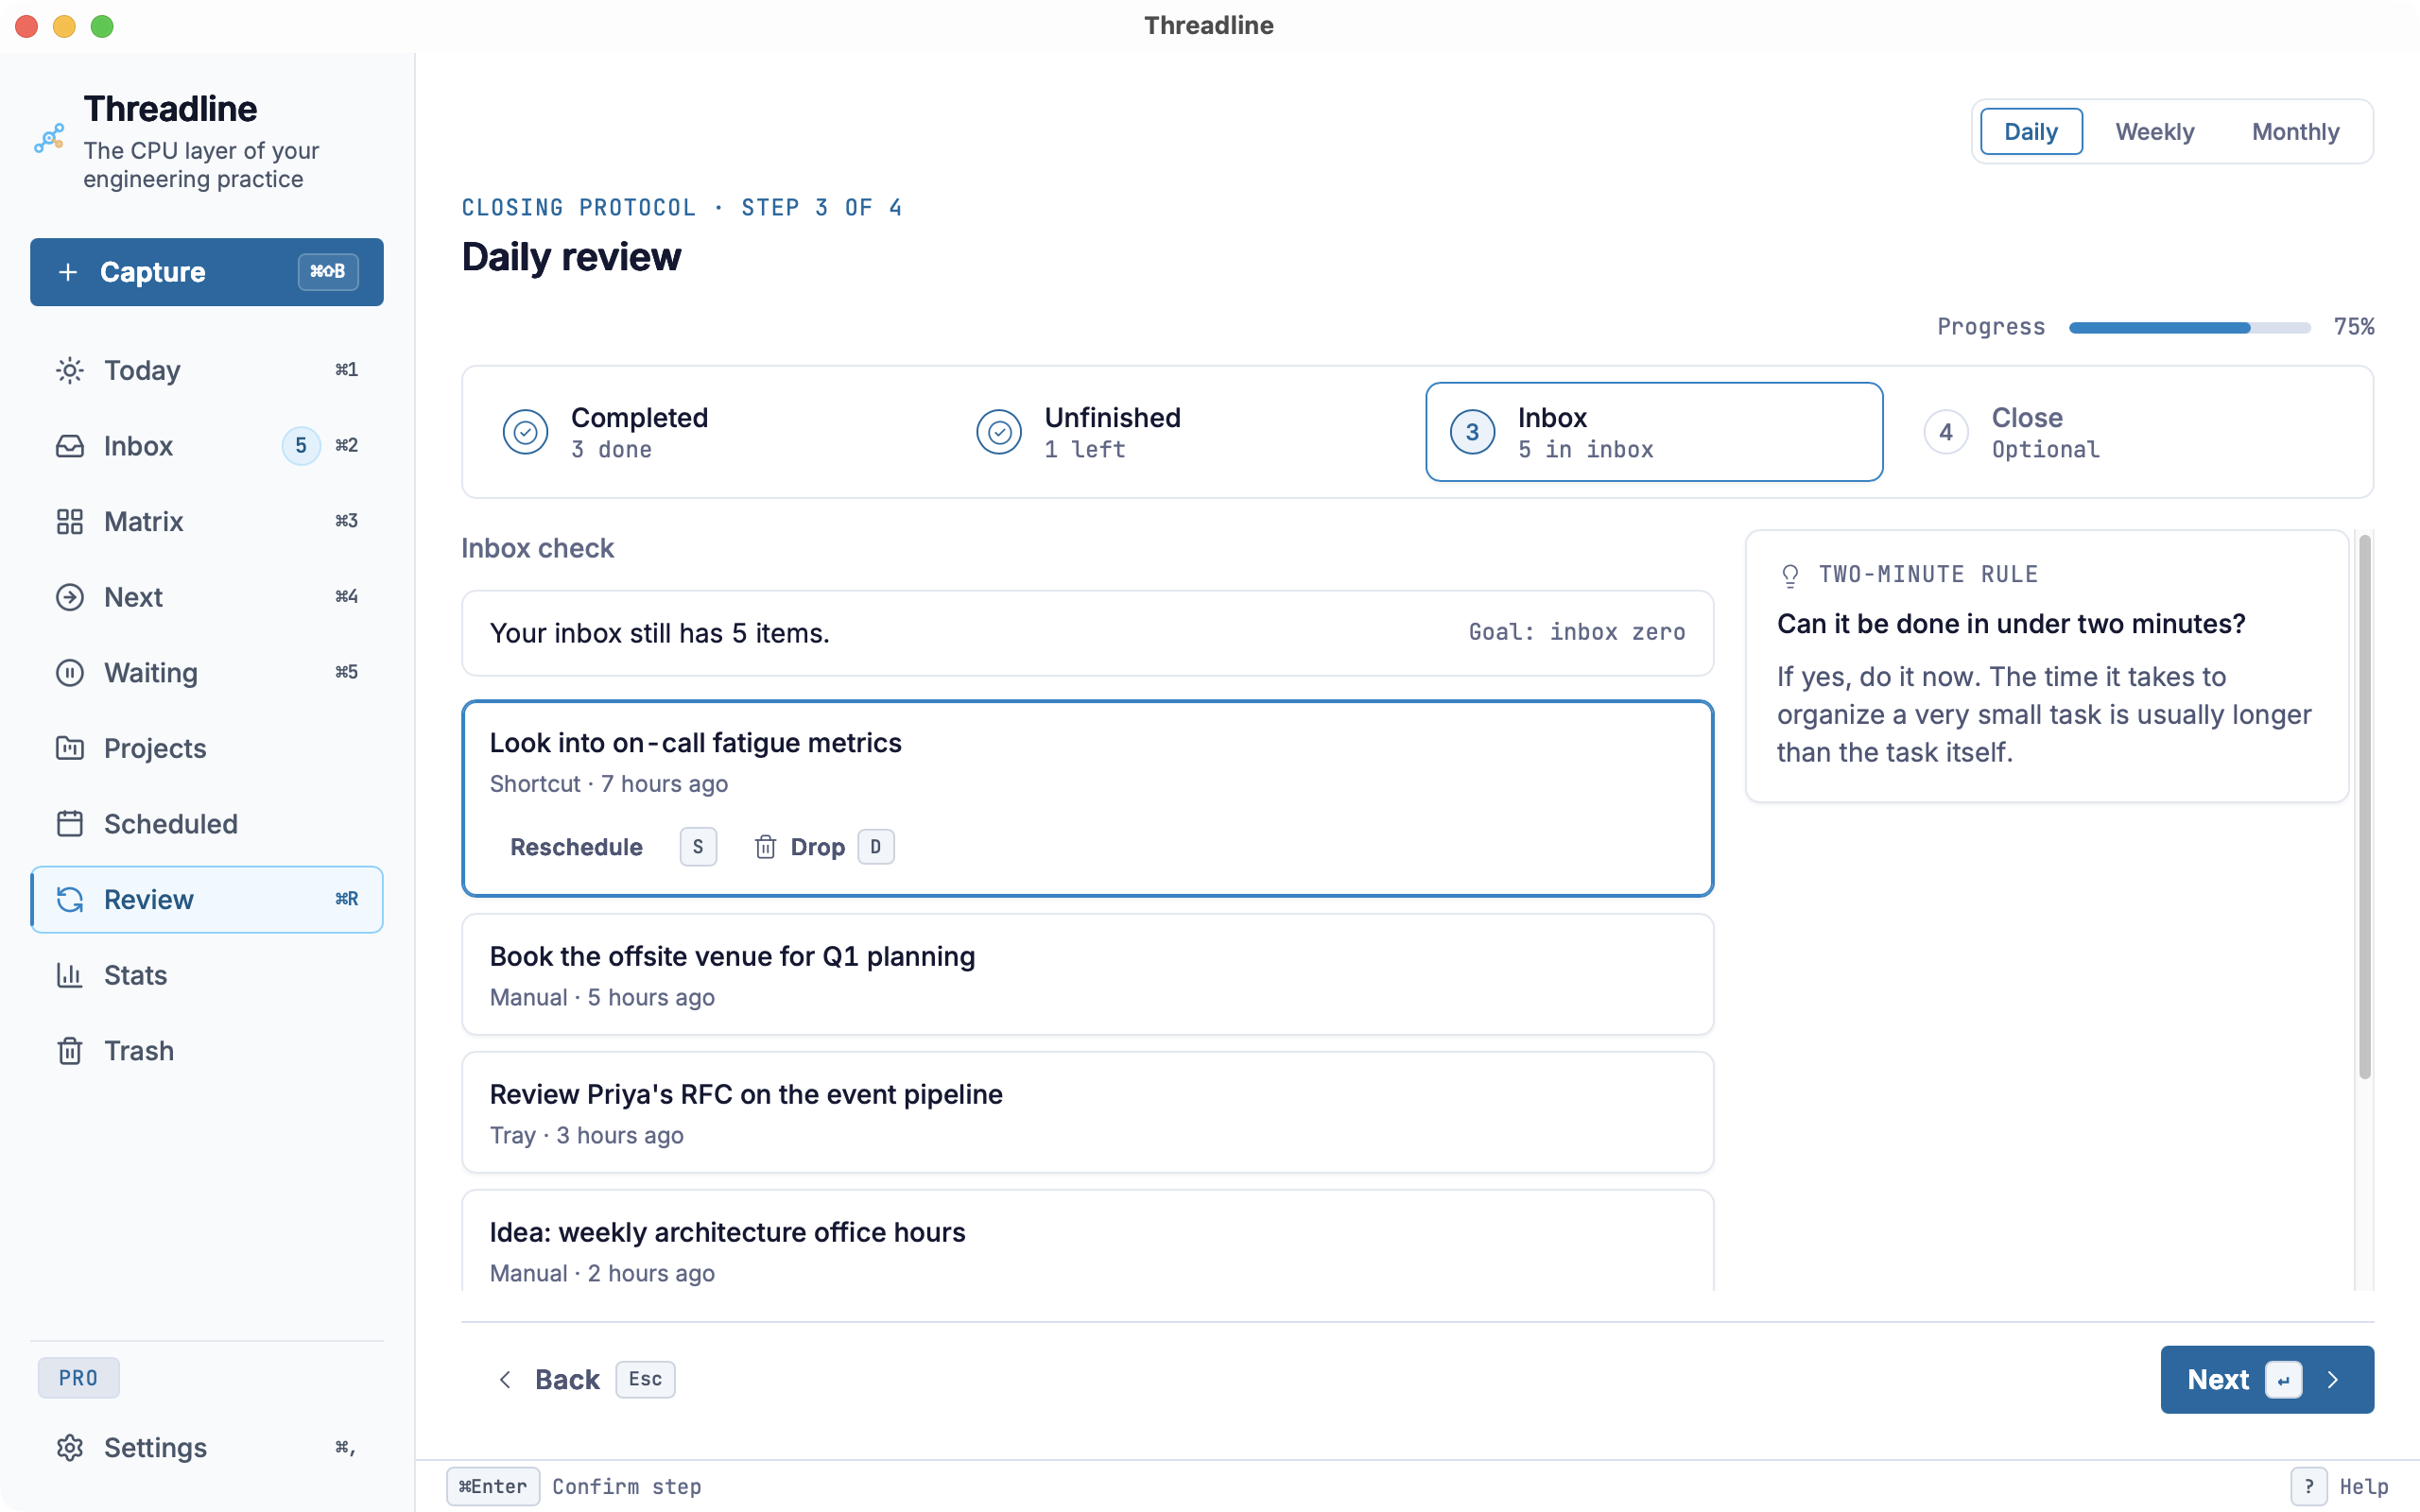 Threadline
Threadline
The CPU layer of your
engineering practice
Capture ⌘⇧B
Today ⌘1
Inbox 5 ⌘2
Matrix ⌘3
Next ⌘4
Waiting ⌘5
Projects
Scheduled
Review ⌘R
Stats
Trash
PRO
Settings ⌘,
Daily Weekly Monthly
CLOSING PROTOCOL · STEP 3 OF 4
Daily review
Progress 75%
Completed
3 done
Unfinished
1 left
3 Inbox
5 in inbox
4 Close
Optional
Inbox check
Your inbox still has 5 items. Goal: inbox zero
Look into on-call fatigue metrics
Shortcut · 7 hours ago
Reschedule S Drop D
Book the offsite venue for Q1 planning
Manual · 5 hours ago
Review Priya's RFC on the event pipeline
Tray · 3 hours ago
Idea: weekly architecture office hours
Manual · 2 hours ago
TWO-MINUTE RULE
Can it be done in under two minutes?
If yes, do it now. The time it takes to
organize a very small task is usually longer
than the task itself.
Back Esc
Next ↵
⌘Enter Confirm step
? Help